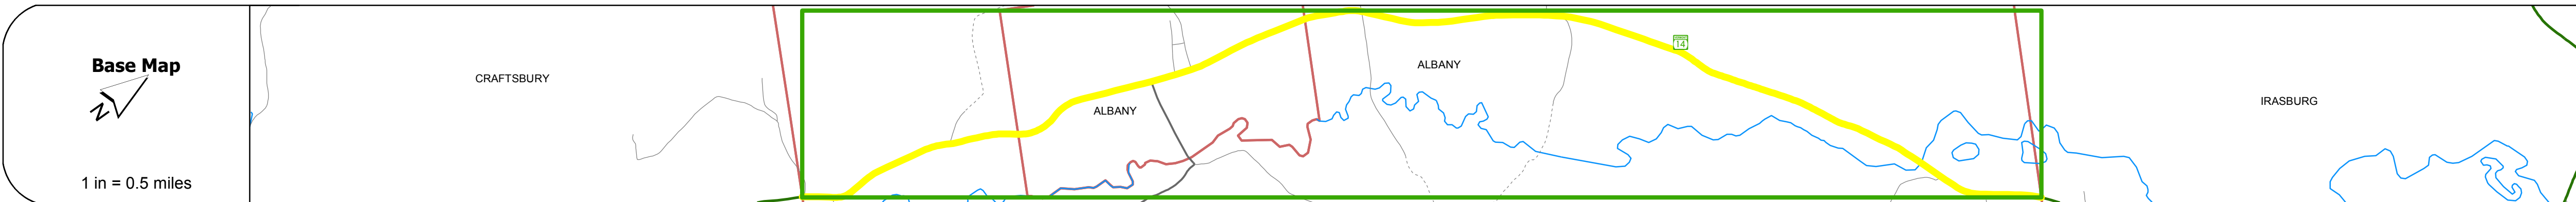 Base Map
N
1 in = 0.5 miles
CRAFTSBURY
ALBANY
ALBANY
14
IRASBURG